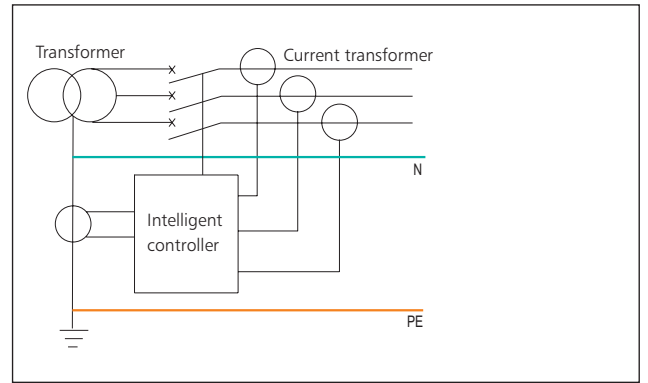 Transformer
Current transformer
N
Intelligent
controller
PE